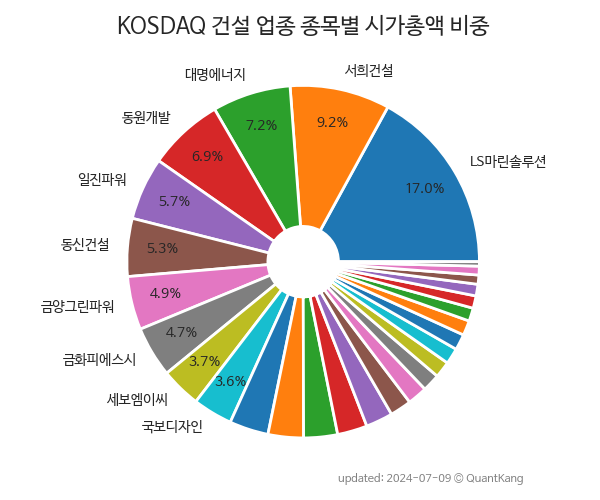 KOSDAQ 건설 업종 종목별 시가총액 비중
서희건설
대명에너지
9.2%
7.2%
동원개발
6.9%
LS마린솔루션
일진파워
17.0%
5.7%
동신건설
5.3%
4.9%
금양그린파워
4.7%
금화피에스시
3.7%
3.6%
세보엠이씨
국보디자인
updated: 2024-07-09 © QuantKang